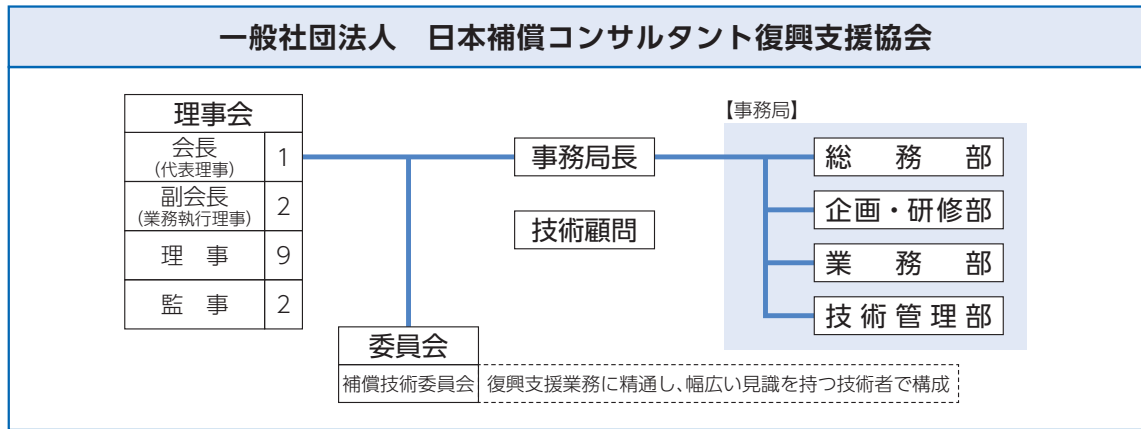 一般社団法人　日本補償コンサルタント復興支援協会
理事会
会長
(代表理事)
1
副会長
(業務執行理事)
2
理　事
9
監　事
2
委員会
補償技術委員会
復興支援業務に精通し、幅広い見識を持つ技術者で構成
事務局長
技術顧問
【事務局】
総　務　部
企画・研修部
業　務　部
技術管理部